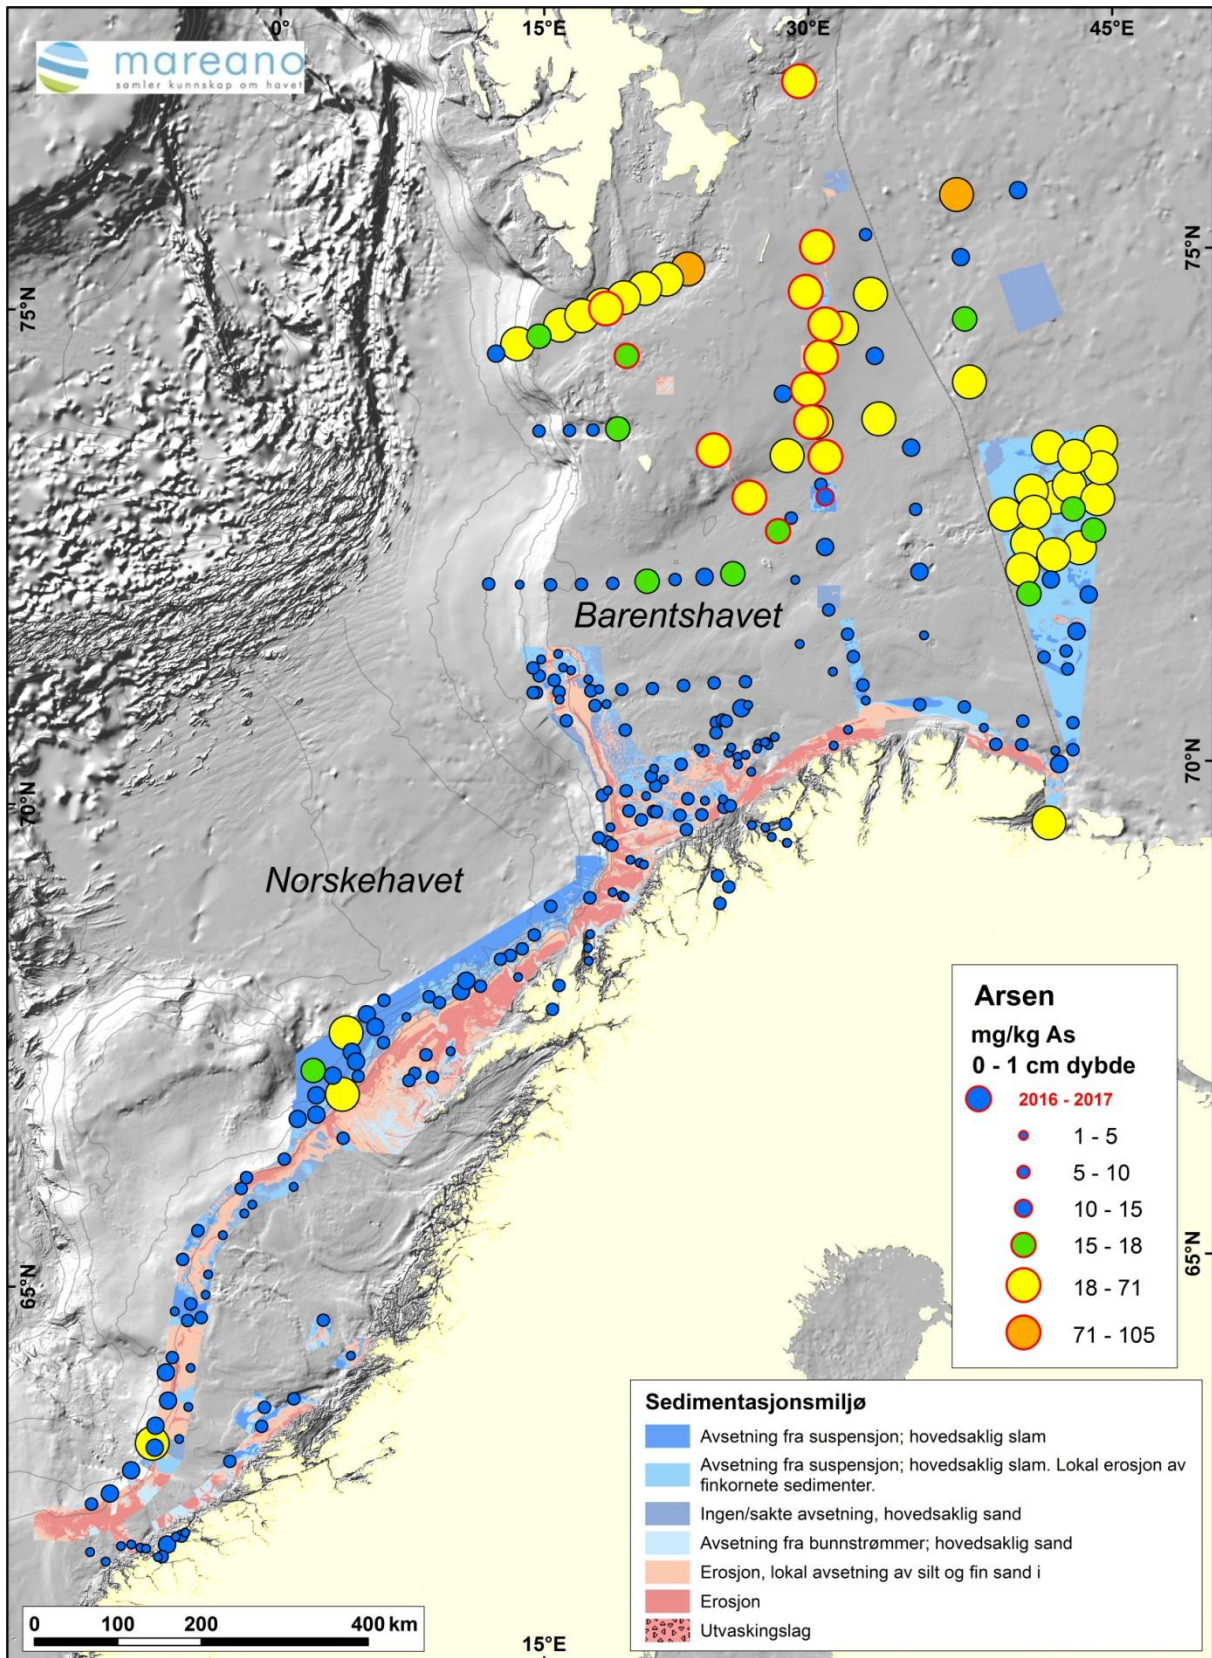 0°
15°E
30°E
45°E
mareano
samler kunnskap om havet
75°N
75°N
Barentshavet
70°N
70°N
Norskehavet
65°N
65°N
Arsen
mg/kg As
0 - 1 cm dybde
2016 - 2017
1 - 5
5 - 10
10 - 15
15 - 18
18 - 71
71 - 105
Sedimentasjonsmiljø
Avsetning fra suspensjon; hovedsaklig slam
Avsetning fra suspensjon; hovedsaklig slam. Lokal erosjon av
finkornete sedimenter.
Ingen/sakte avsetning, hovedsaklig sand
Avsetning fra bunnstrømmer; hovedsaklig sand
Erosjon, lokal avsetning av silt og fin sand i
Erosjon
Utvaskingslag
0 100 200 400 km
15°E